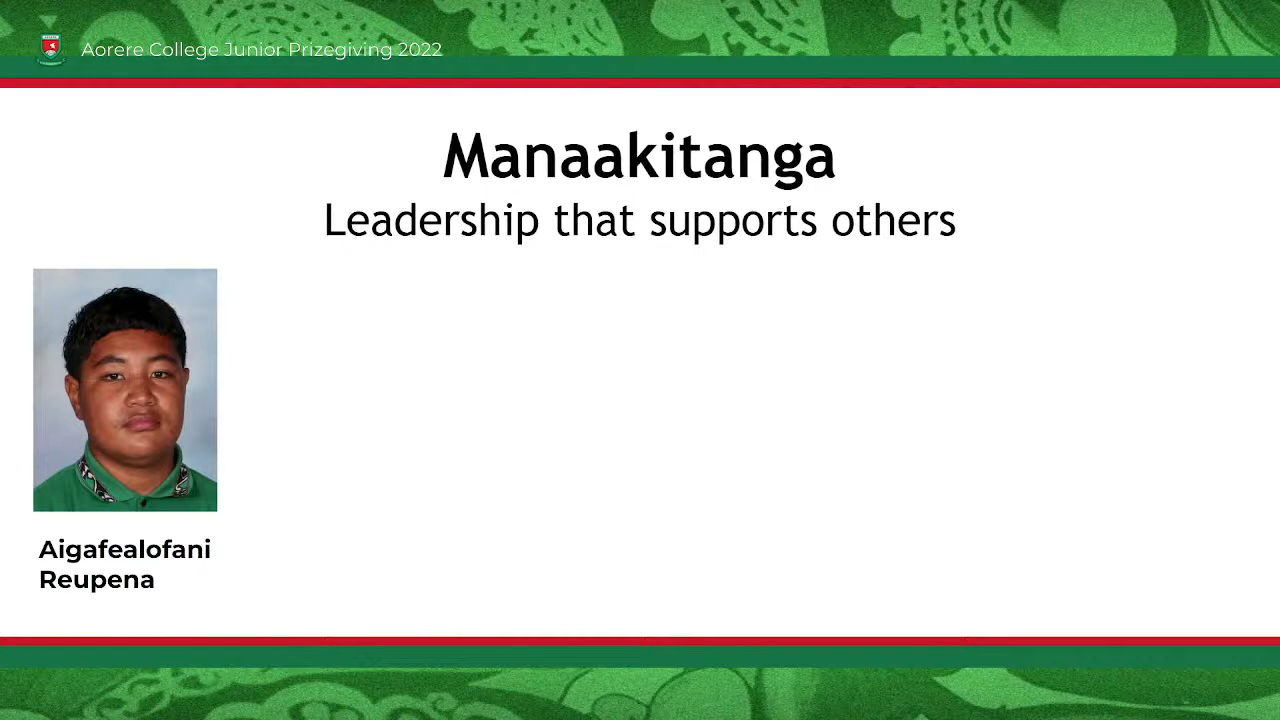 Aorere College Junior Prizegiving 2022
Manaakitanga
Leadership that supports others
Aigafealofani
Reupena